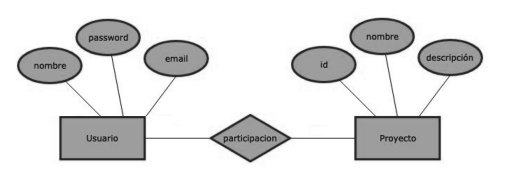 password
nombre
email
Usuario
participacion
nombre
id
descripción
Proyecto